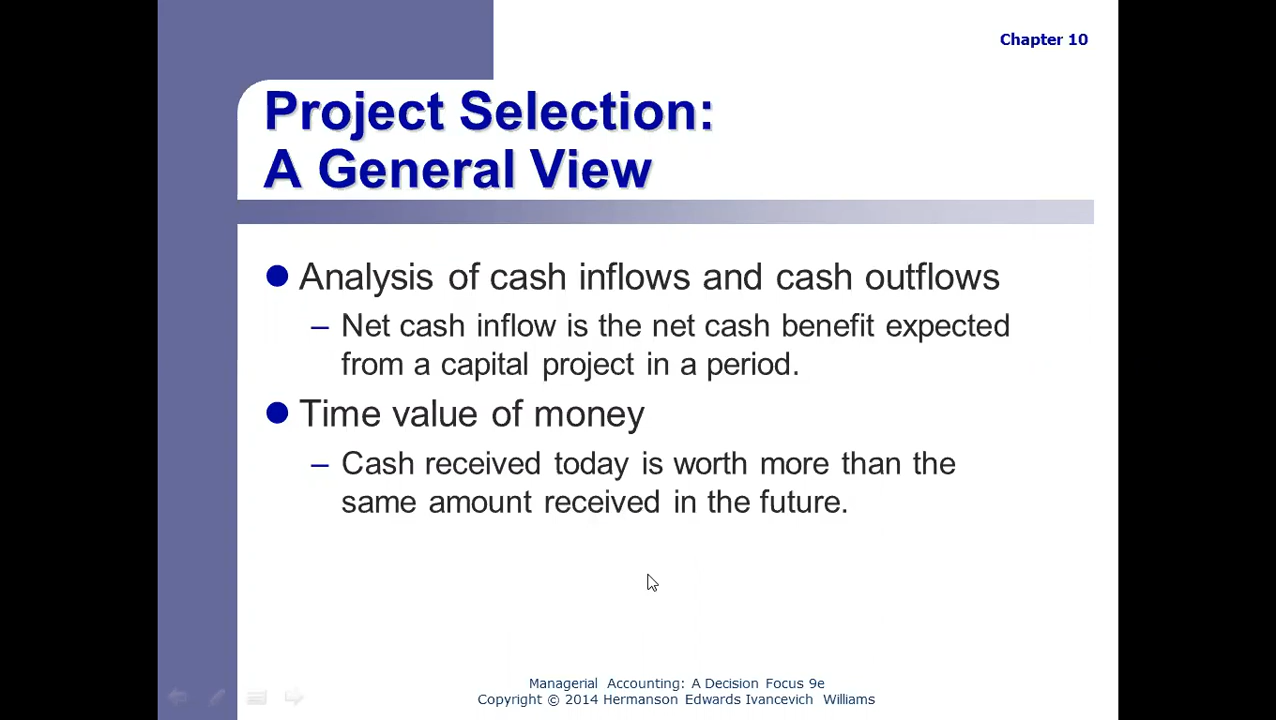 Chapter 10
Project Selection:
A General View
Analysis of cash inflows and cash outflows
– Net cash inflow is the net cash benefit expected
from a capital project in a period.
Time value of money
– Cash received today is worth more than the
same amount received in the future.
Managerial Accounting: A Decision Focus 9e
Copyright © 2014 Hermanson Edwards Ivancevich Williams